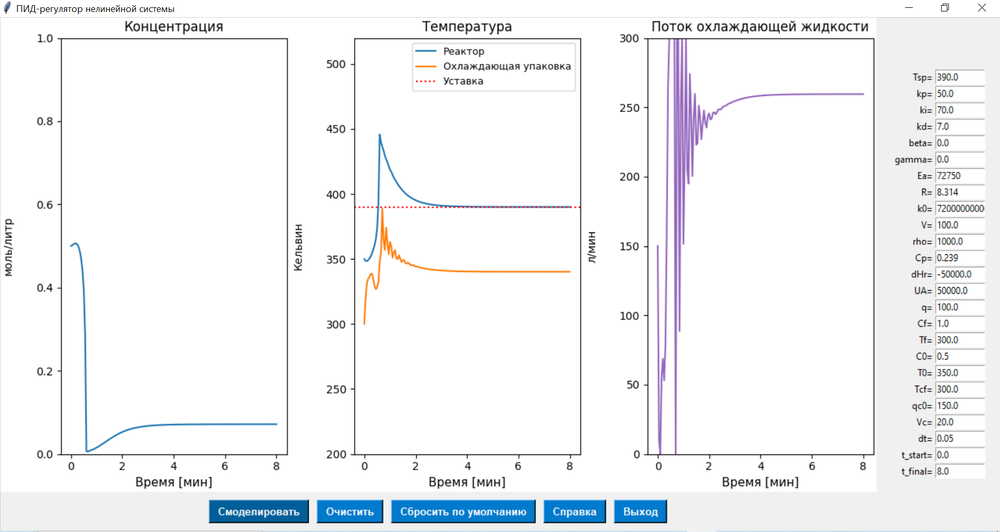 ПИД-регулятор нелинейной системы
Концентрация
1.0
0.8
0.6
0.4
0.2
0.0
моль/литр
0 2 4 6 8
Время [мин]
Температура
Реактор
Охлаждающая упаковка
Уставка
500
450
400
350
300
250
200
Кельвин
0 2 4 6 8
Время [мин]
Поток охлаждающей жидкости
300
250
200
150
100
50
0
л/мин
0 2 4 6 8
Время [мин]
Tsp= 390.0
kp= 50.0
ki= 70.0
kd= 7.0
beta= 0.0
gamma= 0.0
Ea= 72750
R= 8.314
k0= 7200000000
V= 100.0
rho= 1000.0
Cp= 0.239
dHr= -50000.0
UA= 50000.0
q= 100.0
Cf= 1.0
Tf= 300.0
C0= 0.5
T0= 350.0
Tcf= 300.0
qc0= 150.0
Vc= 20.0
dt= 0.05
t_start= 0.0
t_final= 8.0
Смоделировать Очистить Сбросить по умолчанию Справка Выход